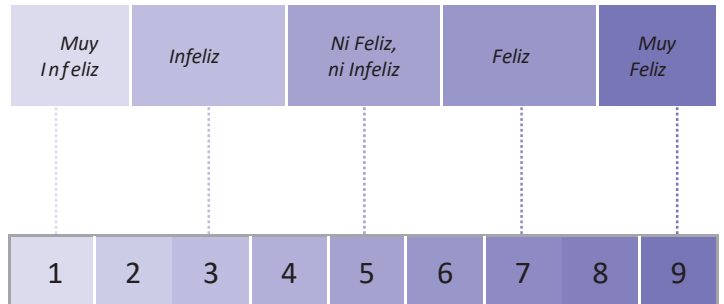 Muy
Infeliz
Infeliz
Ni Feliz,
ni Infeliz
Feliz
Muy
Feliz
1 2 3 4 5 6 7 8 9